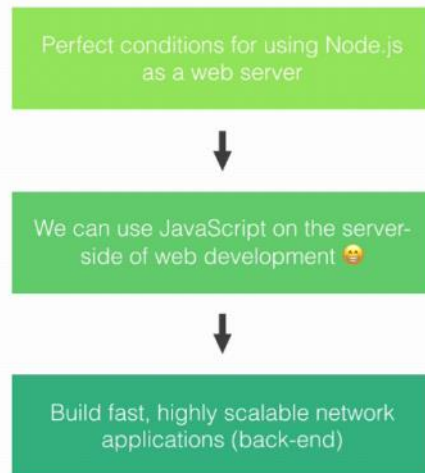 Perfect conditions for using Node.js
as a web server
We can use JavaScript on the server-
side of web development 😁
Build fast, highly scalable network
applications (back-end)